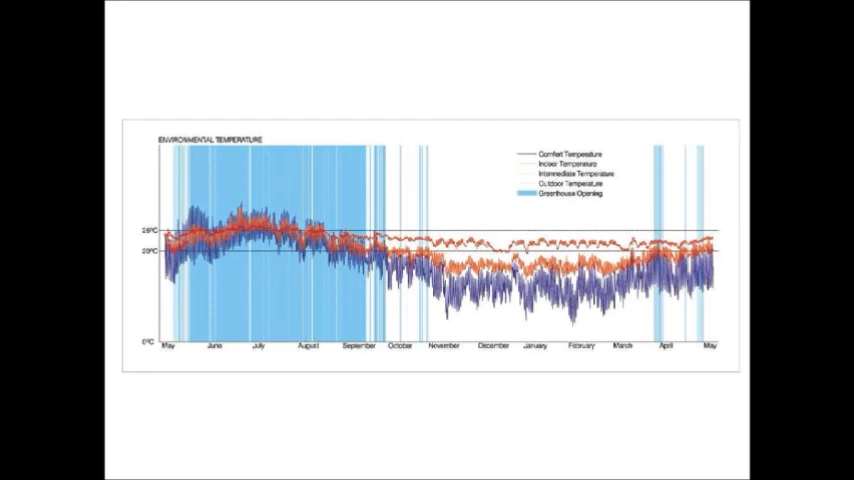 ENVIRONMENTAL TEMPERATURE
Comfort Temperature
Indoor Temperature
Intermediate Temperature
Outdoor Temperature
Greenhouse Opening
26ºC
20ºC
0ºC
May June July August September October November December January February March April May